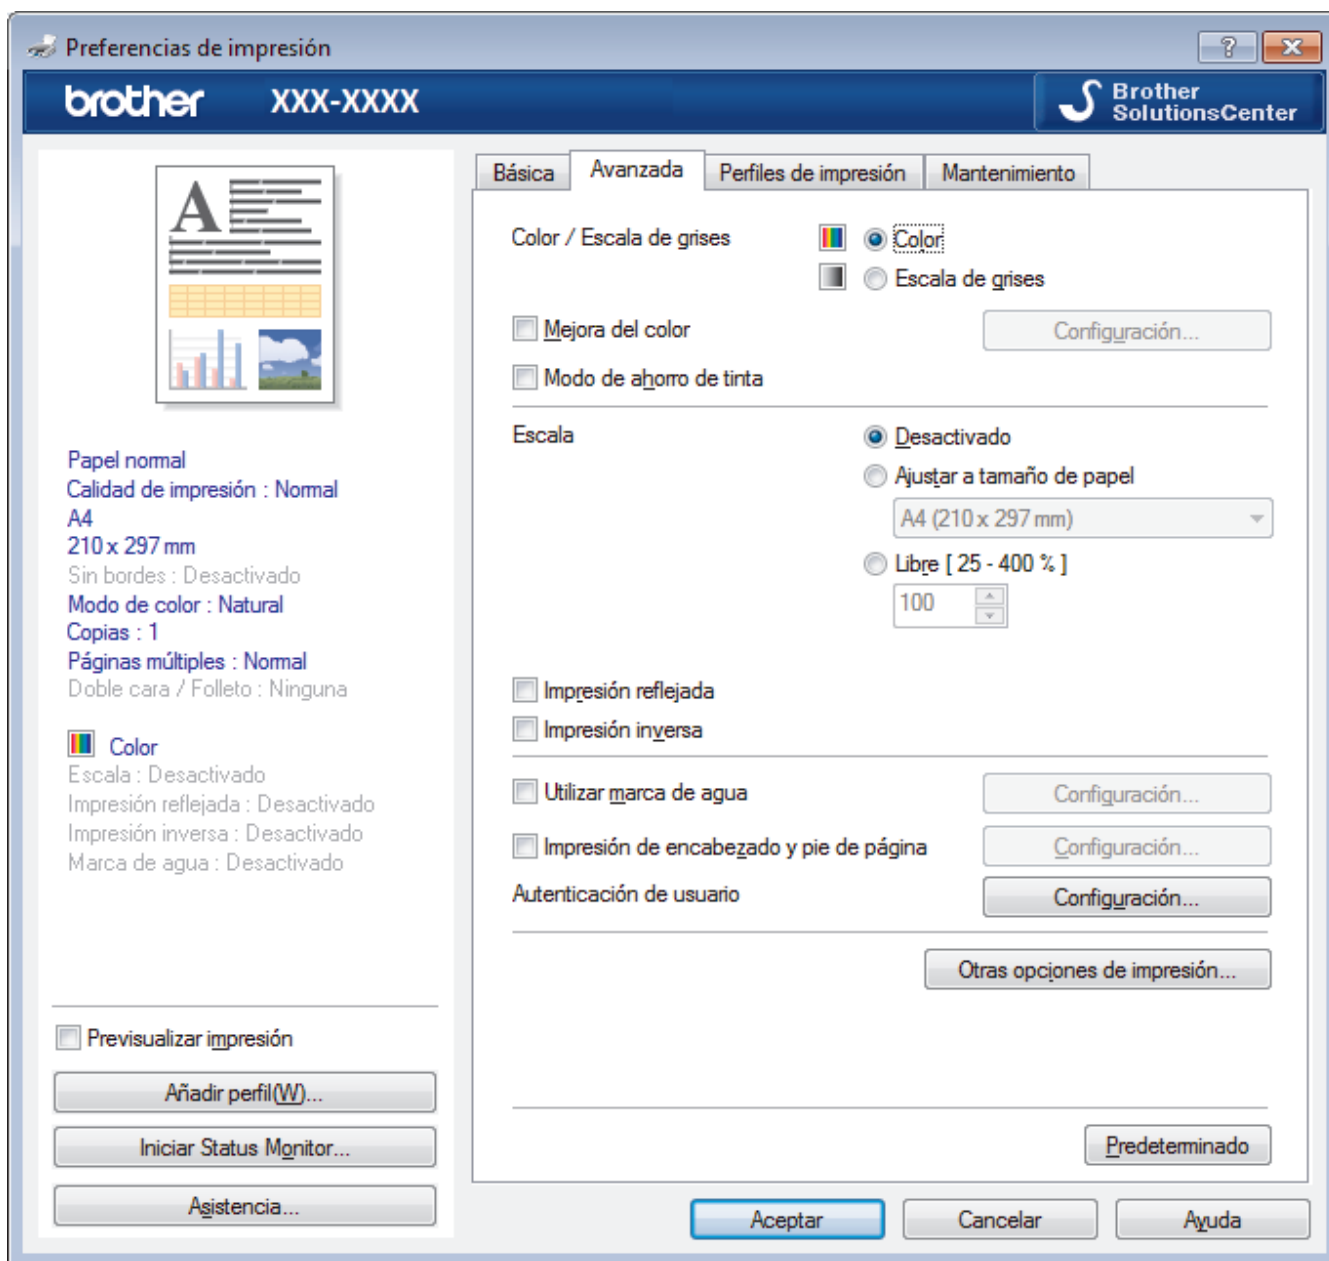 Preferencias de impresión
brother XXX-XXXX
Brother
SolutionsCenter
A
Papel normal
Calidad de impresión : Normal
A4
210 x 297 mm
Sin bordes : Desactivado
Modo de color : Natural
Copias : 1
Páginas múltiples : Normal
Doble cara / Folleto : Ninguna
Color
Escala : Desactivado
Impresión reflejada : Desactivado
Impresión inversa : Desactivado
Marca de agua : Desactivado
Previsualizar impresión
Añadir perfil(W)...
Iniciar Status Monitor...
Asistencia...
Básica Avanzada Perfiles de impresión Mantenimiento
Color / Escala de grises Color
Escala de grises
Mejora del color Configuración...
Modo de ahorro de tinta
Escala Desactivado
Ajustar a tamaño de papel
A4 (210 x 297 mm)
Libre [ 25 - 400 % ]
100
Impresión reflejada
Impresión inversa
Utilizar marca de agua Configuración...
Impresión de encabezado y pie de página Configuración...
Autenticación de usuario Configuración...
Otras opciones de impresión...
Predeterminado
Aceptar Cancelar Ayuda